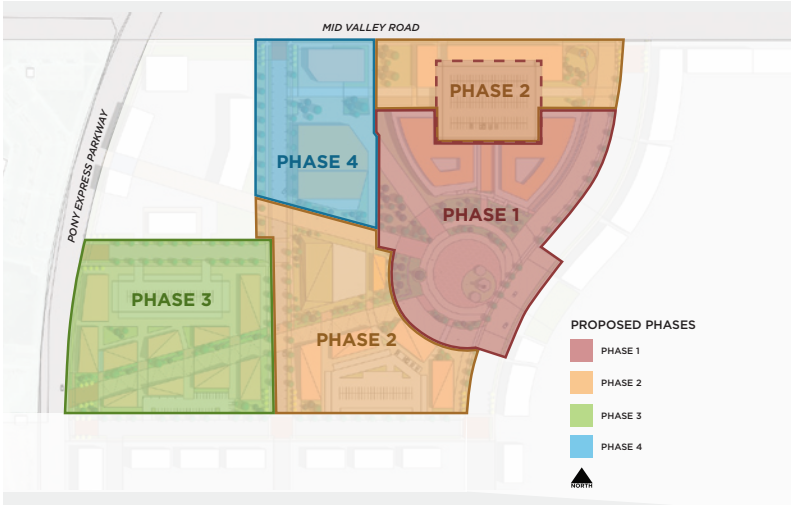 MID VALLEY ROAD
PHASE 2
PHASE 4
PONY EXPRESS PARKWAY
PHASE 1
PHASE 3
PHASE 2
PROPOSED PHASES
PHASE 1
PHASE 2
PHASE 3
PHASE 4
NORTH